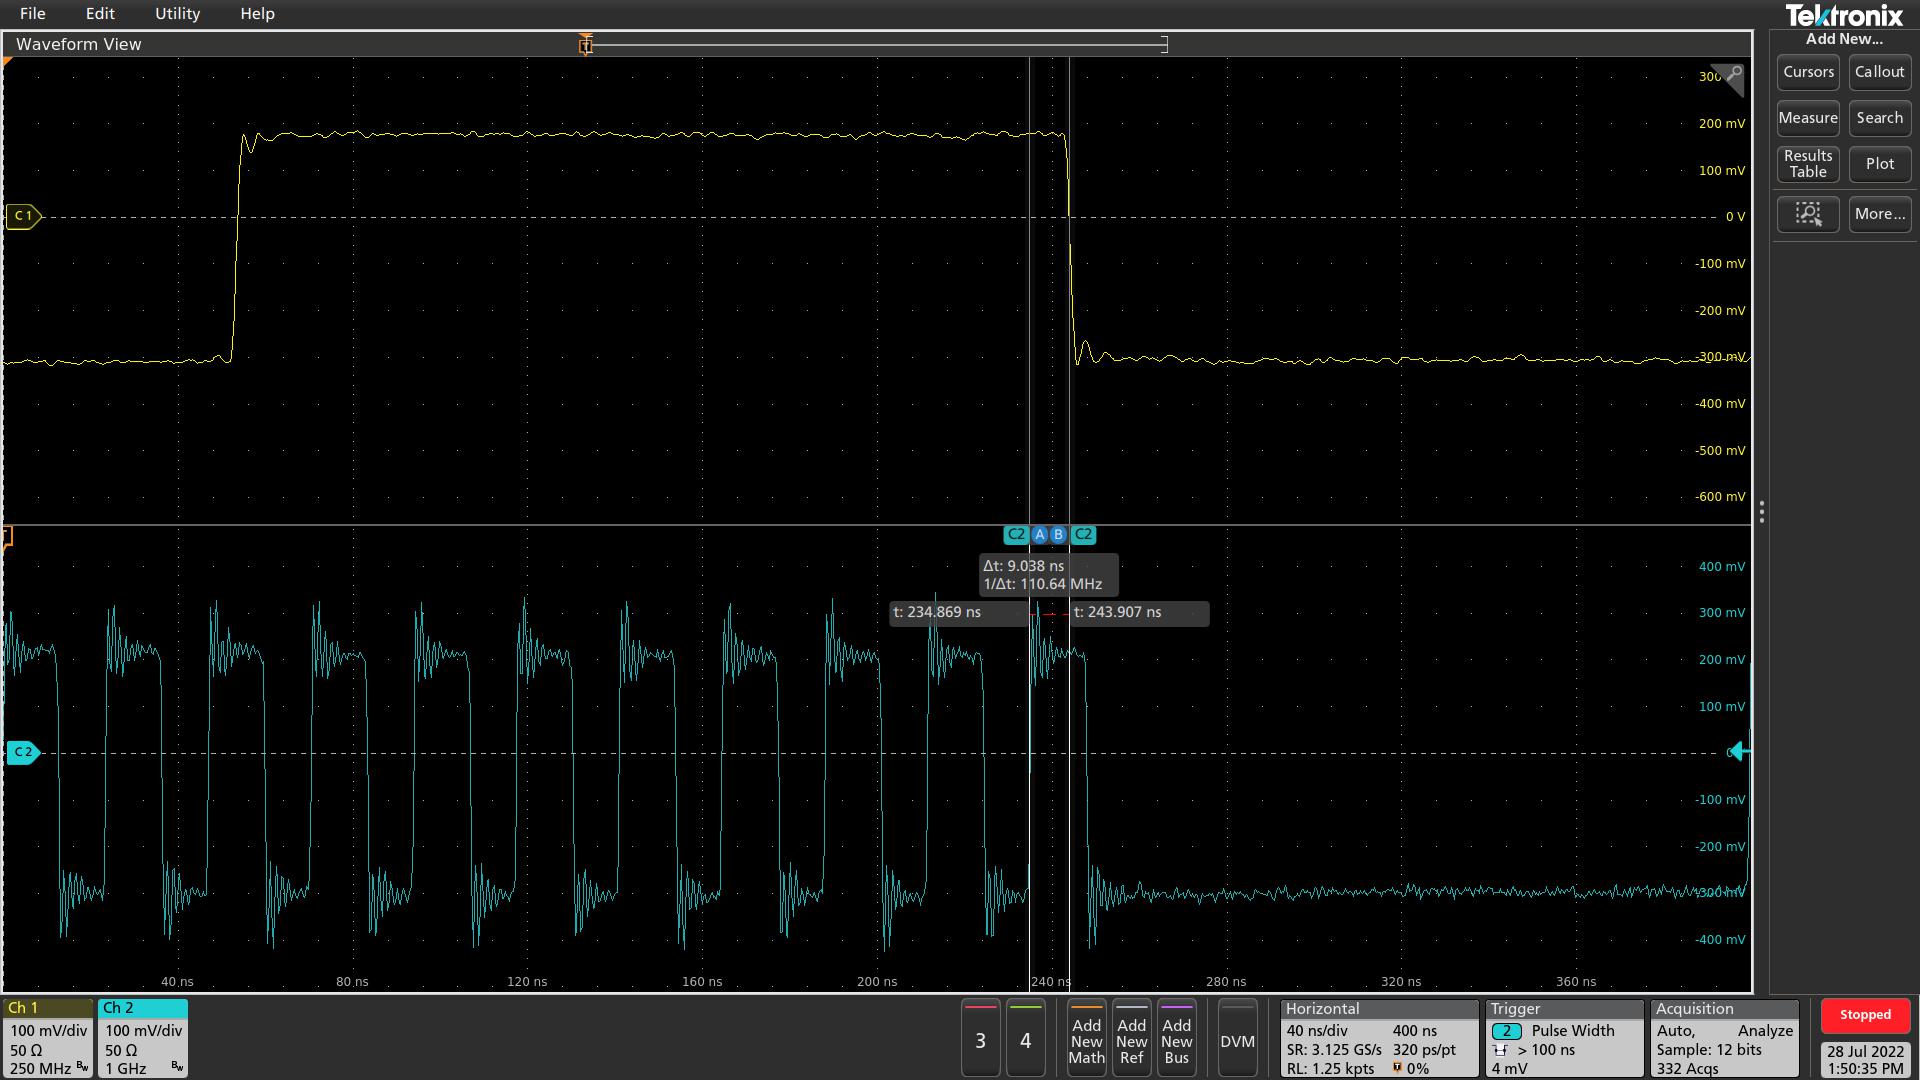 File Edit Utility Help
Tektronix
Waveform View
Add New...
Cursors Callout
Measure Search
Results Table Plot
More...
300
200 mV
100 mV
C 1
0 V
-100 mV
-200 mV
-300 mV
-400 mV
-500 mV
-600 mV
C2 A B C2
Δt: 9.038 ns
1/Δt: 110.64 MHz
t: 234.869 ns t: 243.907 ns
400 mV
300 mV
200 mV
100 mV
C 2
0
-100 mV
-200 mV
-300 mV
-400 mV
40 ns 80 ns 120 ns 160 ns 200 ns 240 ns 280 ns 320 ns 360 ns
Ch 1
100 mV/div
50 Ω
250 MHz Bw
Ch 2
100 mV/div
50 Ω
1 GHz Bw
3
4
Add
New
Math
Add
New
Ref
Add
New
Bus
DVM
Horizontal
40 ns/div 400 ns
SR: 3.125 GS/s 320 ps/pt
RL: 1.25 kpts T 0%
Trigger
2 Pulse Width
> 100 ns
4 mV
Acquisition
Auto, Analyze
Sample: 12 bits
332 Acqs
Stopped
28 Jul 2022
1:50:35 PM